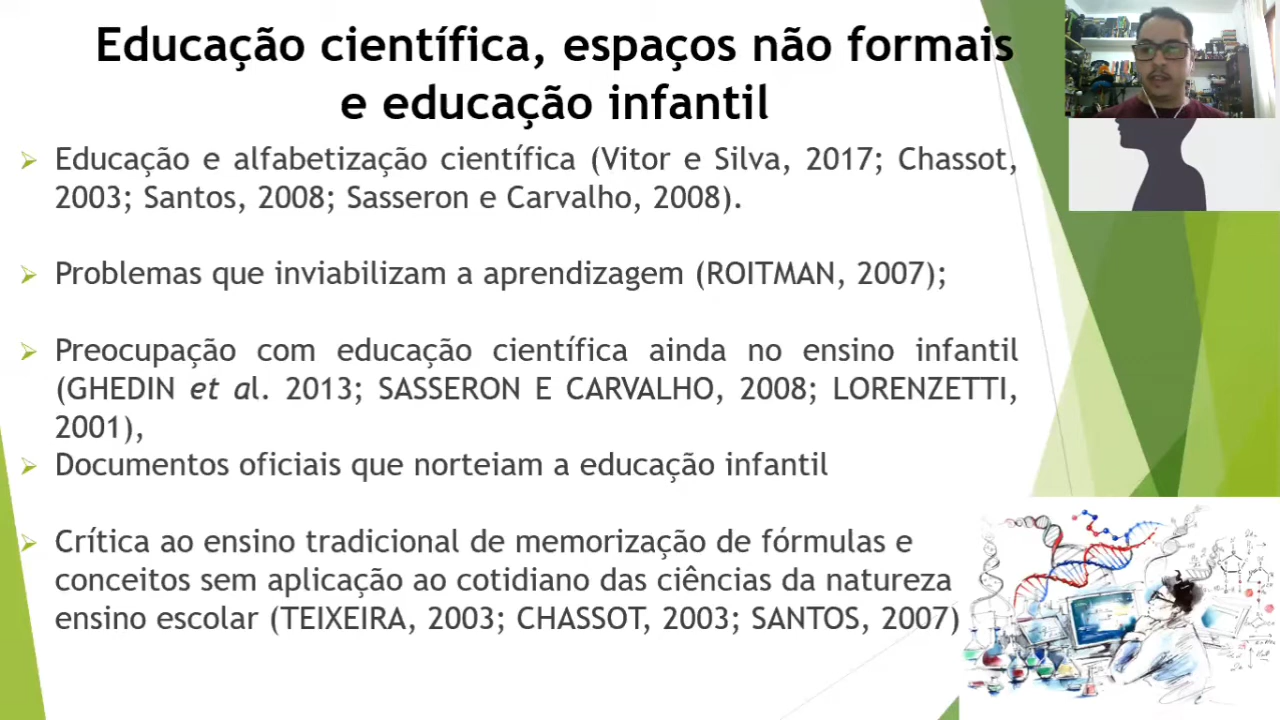 Educação científica, espaços não formais
e educação infantil
Educação e alfabetização científica (Vitor e Silva, 2017; Chassot,
2003; Santos, 2008; Sasseron e Carvalho, 2008).
Problemas que inviabilizam a aprendizagem (ROITMAN, 2007);
Preocupação com educação científica ainda no ensino infantil
(GHEDIN et al. 2013; SASSERON E CARVALHO, 2008; LORENZETTI,
2001),
Documentos oficiais que norteiam a educação infantil
Crítica ao ensino tradicional de memorização de fórmulas e
conceitos sem aplicação ao cotidiano das ciências da natureza
ensino escolar (TEIXEIRA, 2003; CHASSOT, 2003; SANTOS, 2007)